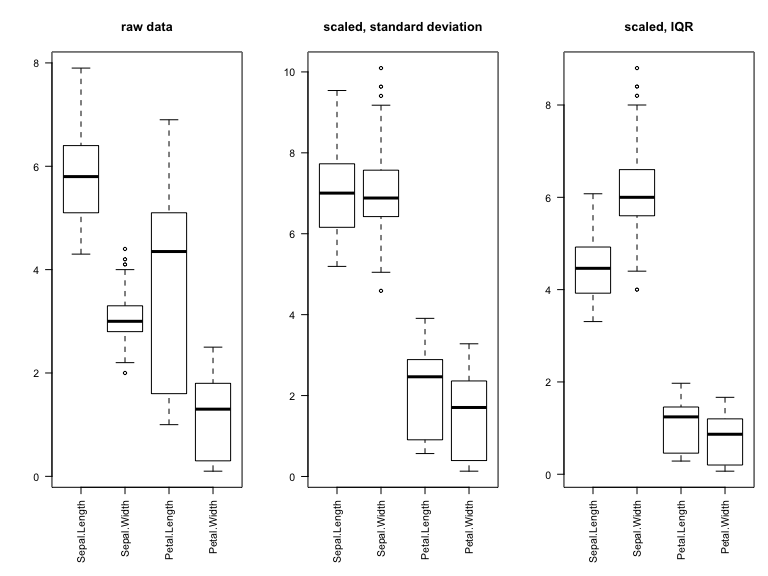 raw data
8
6
4
2
0
Sepal.Length
Sepal.Width
Petal.Length
Petal.Width
scaled, standard deviation
10
8
6
4
2
0
Sepal.Length
Sepal.Width
Petal.Length
Petal.Width
scaled, IQR
8
6
4
2
0
Sepal.Length
Sepal.Width
Petal.Length
Petal.Width